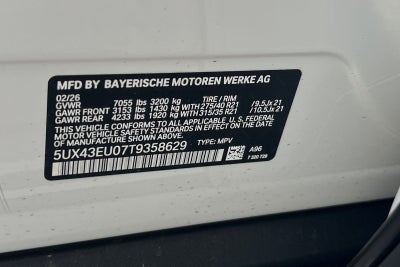 MFD BY BAYERISCHE MOTOREN WERKE AG
02/26
GVWR 7055 lbs 3200 kg TIRE / RIM
GAWR FRONT 3153 lbs 1430 kg WITH 275/40 R21 / 9.5Jx 21
GAWR REAR 4233 lbs 1920 kg WITH 315/35 R21 / 10.5Jx 21
THIS VEHICLE CONFORMS TO ALL APPLICABLE U.S. FEDERAL
MOTOR VEHICLE SAFETY STANDARDS IN EFFECT ON THE DATE
OF MANUFACTURE SHOWN ABOVE.
5UX43EU07T9358629 TYPE: MPV A96